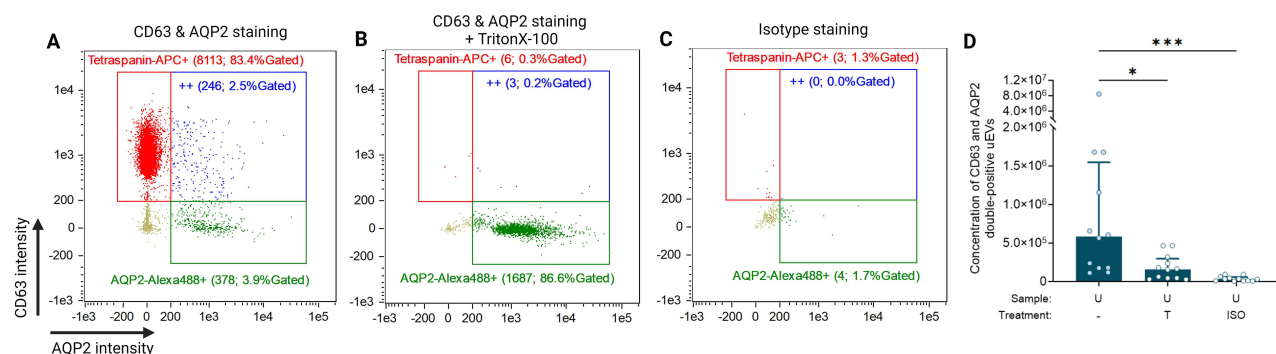 A
CD63 & AQP2 staining
Tetraspanin-APC+ (8113; 83.4%Gated)
++ (246; 2.5%Gated)
AQP2-Alexa488+ (378; 3.9%Gated)
1e4
1e3
200
0
-200
-1e3
-1e3
-200
0
200
1e3
1e4
1e5
CD63 intensity
AQP2 intensity
B
CD63 & AQP2 staining
+ TritonX-100
Tetraspanin-APC+ (6; 0.3%Gated)
++ (3; 0.2%Gated)
AQP2-Alexa488+ (1687; 86.6%Gated)
1e4
1e3
200
0
-200
-1e3
-1e3
-200
0
200
1e3
1e4
1e5
C
Isotype staining
Tetraspanin-APC+ (3; 1.3%Gated)
++ (0; 0.0%Gated)
AQP2-Alexa488+ (4; 1.7%Gated)
1e4
1e3
200
0
-200
-1e3
-1e3
-200
0
200
1e3
1e4
1e5
D
***
*
Concentration of CD63 and AQP2
double-positive uEVs
1.2×10⁷
8.0×10⁶
4.0×10⁶
2.0×10⁶
1.5×10⁶
1.0×10⁶
5.0×10⁵
0
Sample: U U U
Treatment: - T ISO